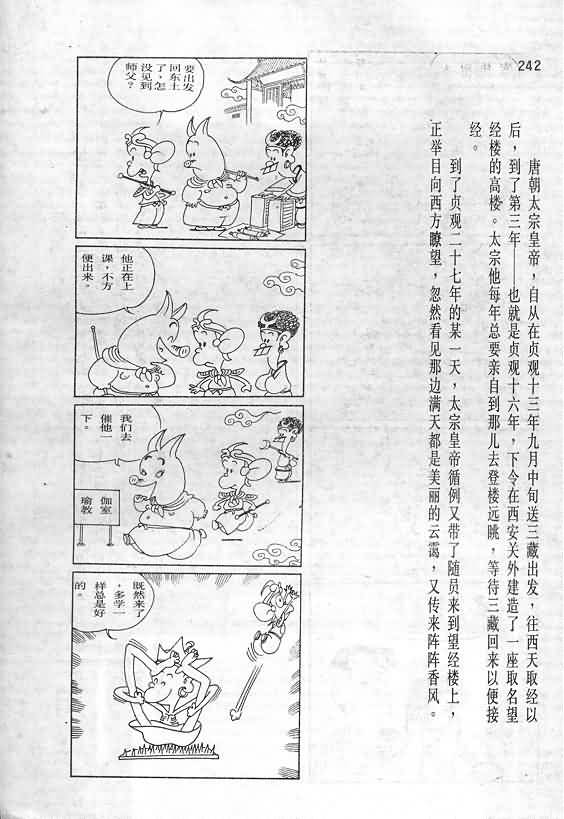 242
唐朝太宗皇帝，自从在贞观十三年九月中旬送三藏出发，往西天取经以
后，到了第三年——也就是贞观十六年，下令在西安关外建造了一座取名望
经楼的高楼。太宗他每年总要亲自到那儿去登楼远眺，等待三藏回来以便接
经。
到了贞观二十七年的某一天，太宗皇帝循例又带了随员来到望经楼上，
正举目向西方瞭望，忽然看见那边满天都是美丽的云霭，又传来阵阵香风。
要出发
回东土
了，怎
没见到
师父？
他正在上
课，不方
便出来。
我们去
催他一
下。
伽室
瑜教
既然来了
，多学一
样总是好
的。